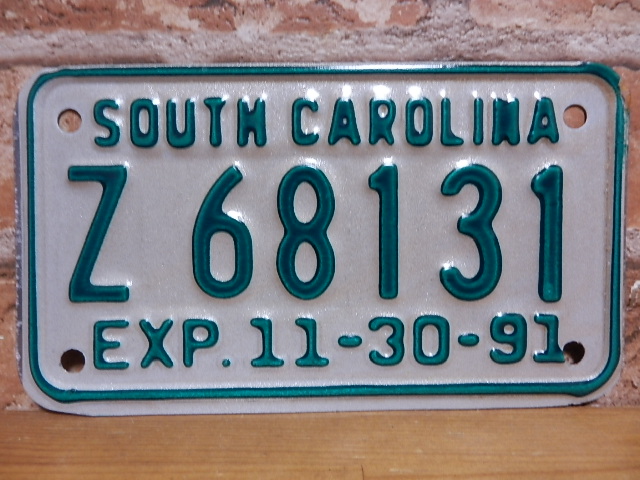 SOUTH CAROLINA
Z 68131
EXP. 11-30-91